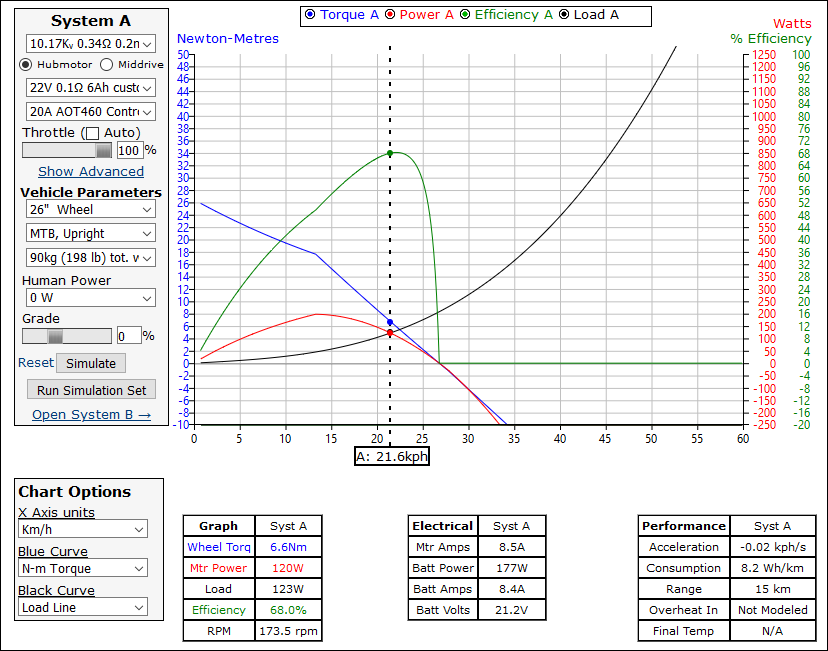 System A
10.17Kv 0.34Ω 0.2n
Hubmotor Middrive
22V 0.1Ω 6Ah custo
20A AOT460 Contro
Throttle ( Auto)
100 %
Show Advanced
Vehicle Parameters
26" Wheel
MTB, Upright
90kg (198 lb) tot. w
Human Power
0 W
Grade
0 %
Reset Simulate
Run Simulation Set
Open System B →
Torque A Power A Efficiency A Load A
Newton-Metres
Watts
% Efficiency
50 1250 100
48 1200 96
46 1150 92
44 1100 88
42 1050 84
40 1000 80
38 950 76
36 900 72
34 850 68
32 800 64
30 750 60
28 700 56
26 650 52
24 600 48
22 550 44
20 500 40
18 450 36
16 400 32
14 350 28
12 300 24
10 250 20
8 200 16
6 150 12
4 100 8
2 50 4
0 0 0
-2 -50 -4
-4 -100 -8
-6 -150 -12
-8 -200 -16
-10 -250 -20
0 5 10 15 20 25 30 35 40 45 50 55 60
A: 21.6kph
Chart Options
X Axis units
Km/h
Blue Curve
N-m Torque
Black Curve
Load Line
Graph Syst A
Wheel Torq 6.6Nm
Mtr Power 120W
Load 123W
Efficiency 68.0%
RPM 173.5 rpm
Electrical Syst A
Mtr Amps 8.5A
Batt Power 177W
Batt Amps 8.4A
Batt Volts 21.2V
Performance Syst A
Acceleration -0.02 kph/s
Consumption 8.2 Wh/km
Range 15 km
Overheat In Not Modeled
Final Temp N/A